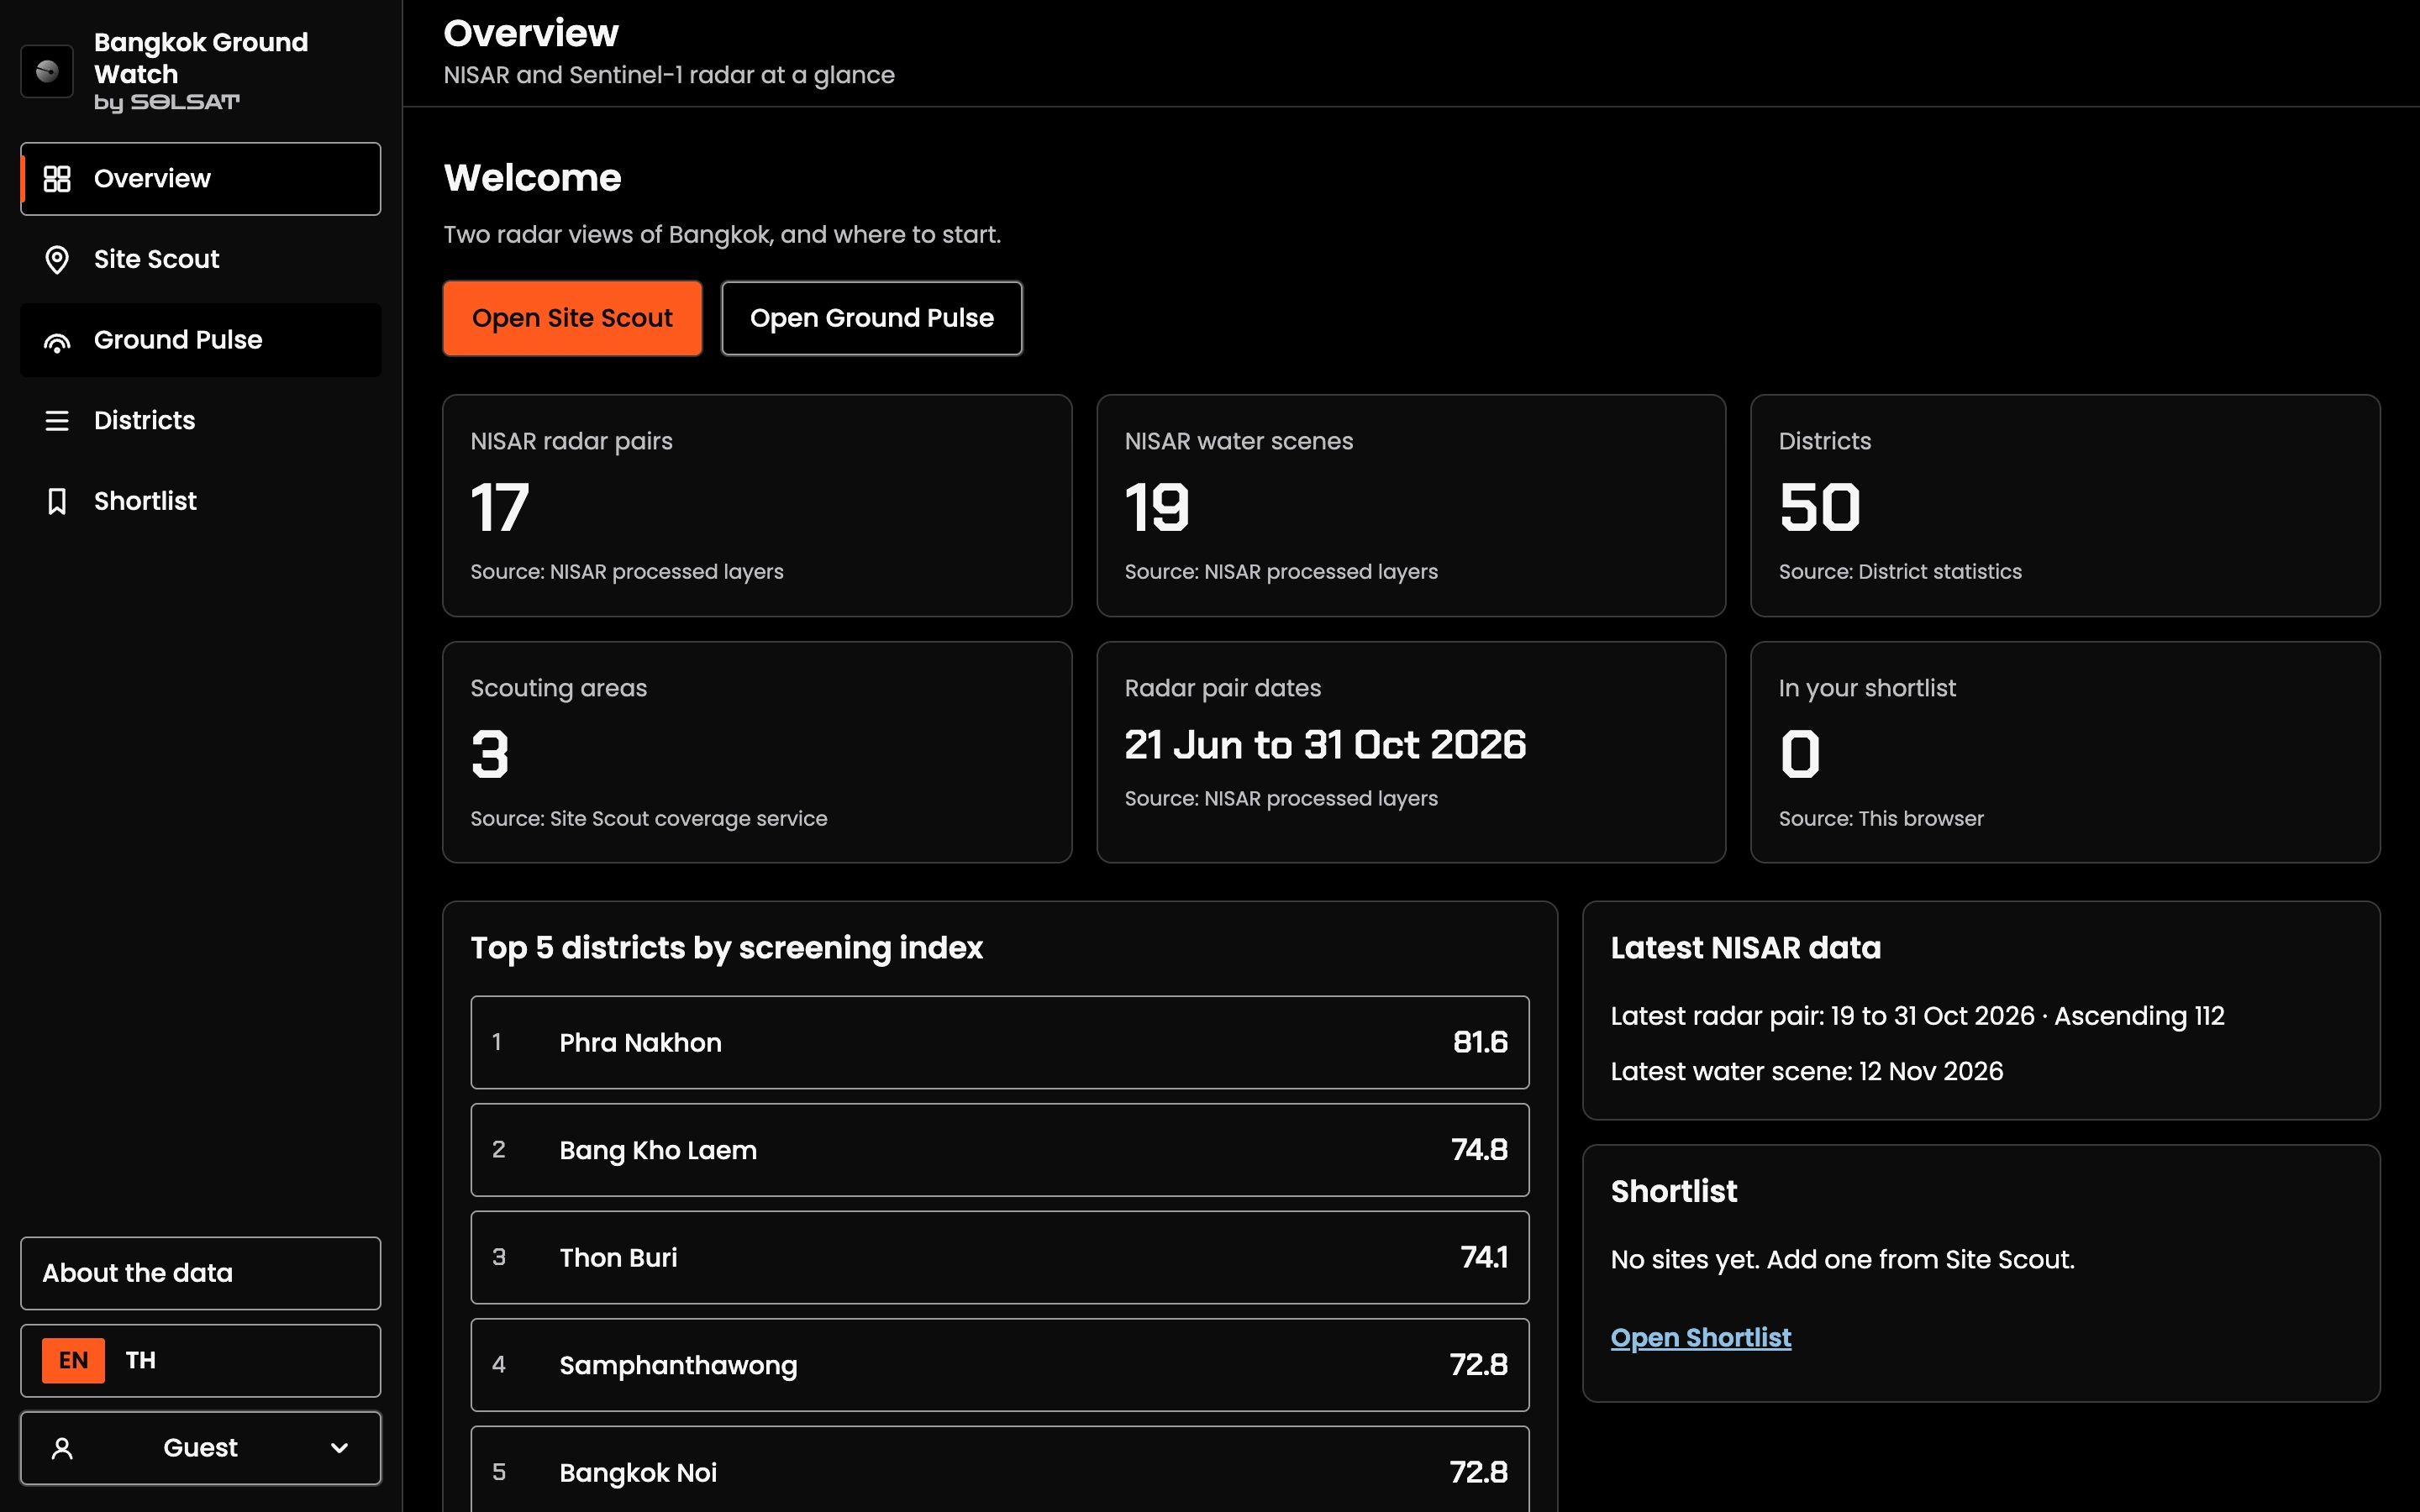 Bangkok Ground
Watch
by SOLSAT
Overview
Site Scout
Ground Pulse
Districts
Shortlist
About the data
EN TH
Guest
Overview
NISAR and Sentinel-1 radar at a glance
Welcome
Two radar views of Bangkok, and where to start.
Open Site Scout
Open Ground Pulse
NISAR radar pairs
17
Source: NISAR processed layers
NISAR water scenes
19
Source: NISAR processed layers
Districts
50
Source: District statistics
Scouting areas
3
Source: Site Scout coverage service
Radar pair dates
21 Jun to 31 Oct 2026
Source: NISAR processed layers
In your shortlist
0
Source: This browser
Top 5 districts by screening index
1 Phra Nakhon 81.6
2 Bang Kho Laem 74.8
3 Thon Buri 74.1
4 Samphanthawong 72.8
5 Bangkok Noi 72.8
Latest NISAR data
Latest radar pair: 19 to 31 Oct 2026 · Ascending 112
Latest water scene: 12 Nov 2026
Shortlist
No sites yet. Add one from Site Scout.
Open Shortlist